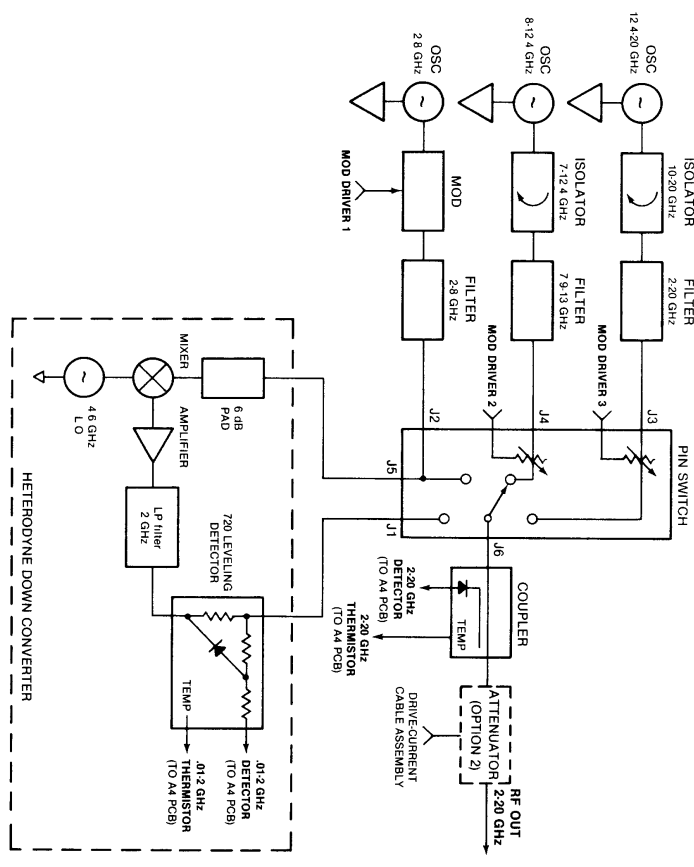 OSC
12 4-20 GHz
ISOLATOR
10-20 GHz
FILTER
2-20 GHz
J3
PIN SWITCH
MOD DRIVER 3
OSC
8-12 4 GHz
ISOLATOR
7-12 4 GHz
FILTER
7 9-13 GHz
J4
MOD DRIVER 2
OSC
2 8 GHz
MOD
FILTER
2-8 GHz
J2
MOD DRIVER 1
J5
J1
J6
COUPLER
TEMP
2-20 GHz
DETECTOR
(TO A4 PCB)
2-20 GHz
THERMISTOR
(TO A4 PCB)
ATTENUATOR
(OPTION 2)
RF OUT
2-20 GHz
DRIVE-CURRENT
CABLE ASSEMBLY
6 dB
PAD
MIXER
4 6 GHz
L O
AMPLIFIER
LP filter
2 GHz
720 LEVELING
DETECTOR
TEMP
.01-2 GHz
DETECTOR
(TO A4 PCB)
.01-2 GHz
THERMISTOR
(TO A4 PCB)
HETERODYNE DOWN CONVERTER